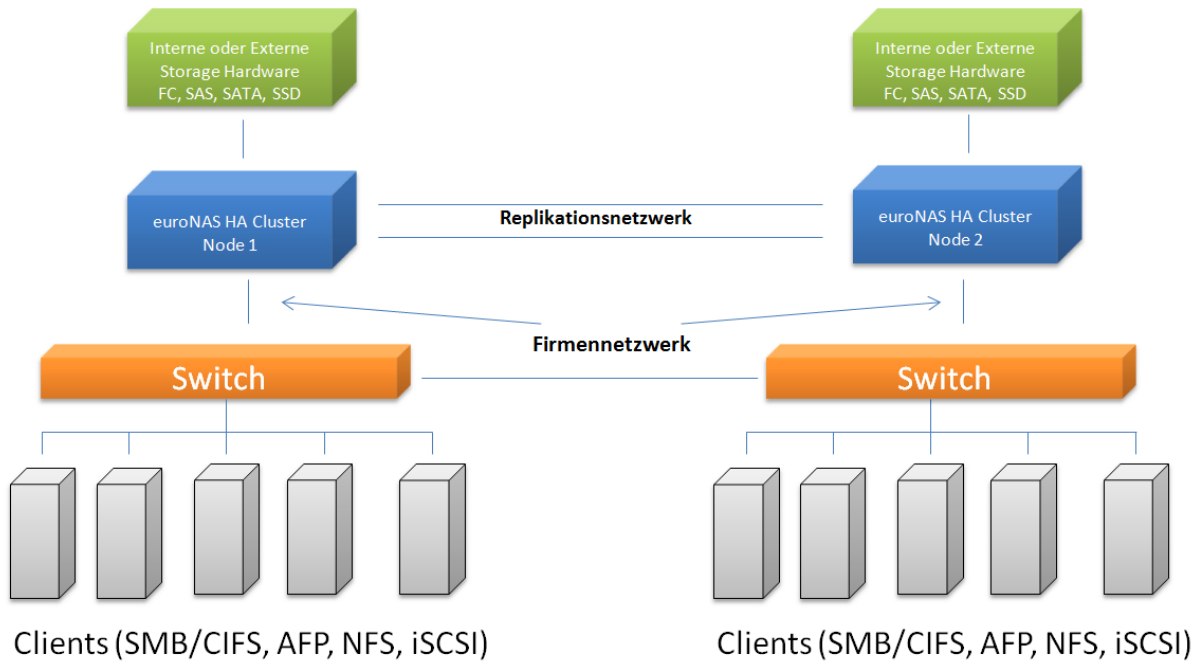 Interne oder Externe
Storage Hardware
FC, SAS, SATA, SSD
Interne oder Externe
Storage Hardware
FC, SAS, SATA, SSD
euroNAS HA Cluster
Node 1
Replikationsnetzwerk
euroNAS HA Cluster
Node 2
Firmennetzwerk
Switch
Switch
Clients (SMB/CIFS, AFP, NFS, iSCSI)
Clients (SMB/CIFS, AFP, NFS, iSCSI)